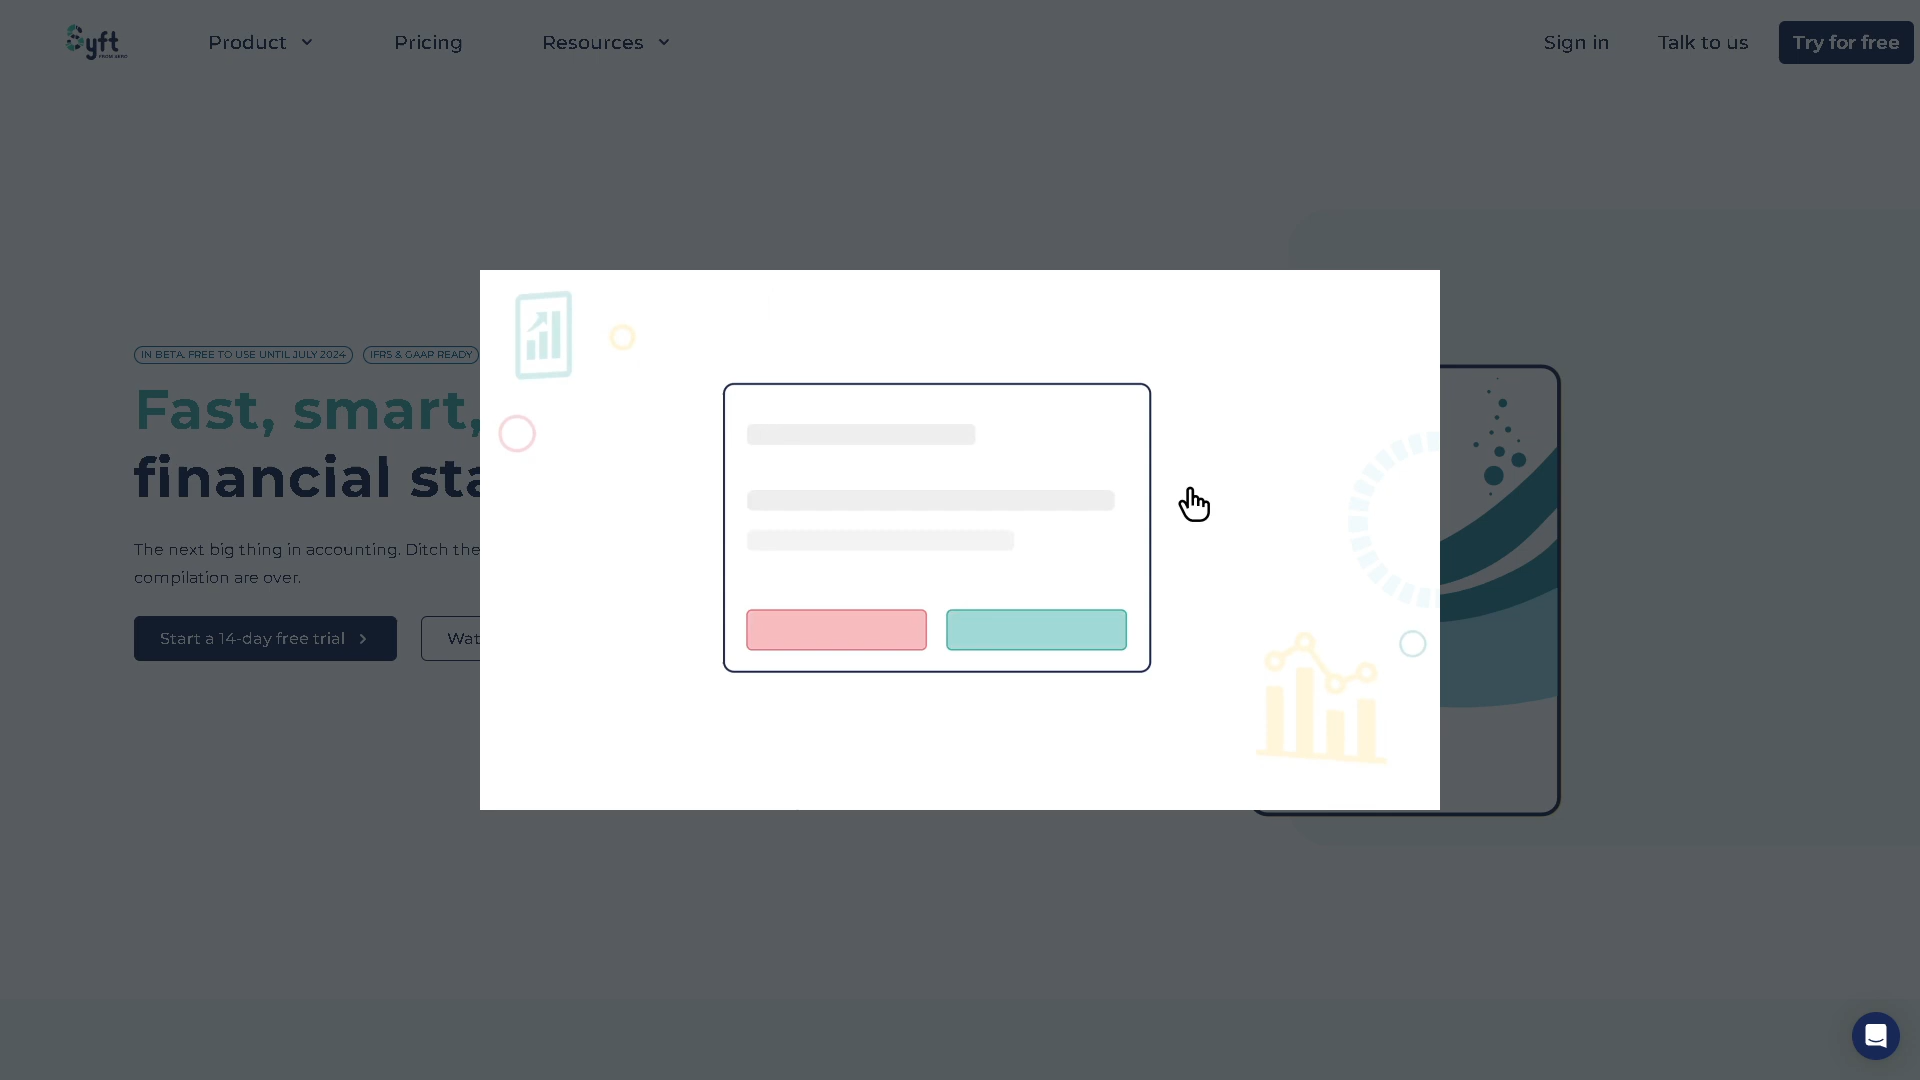 Syft
FROM XERO
Product
Pricing
Resources
Sign in
Talk to us
Try for free
IN BETA. FREE TO USE UNTIL JULY 2024
IFRS & GAAP READY
Fast, smart,
financial sta
The next big thing in accounting. Ditch the
compilation are over.
Start a 14-day free trial
Wat